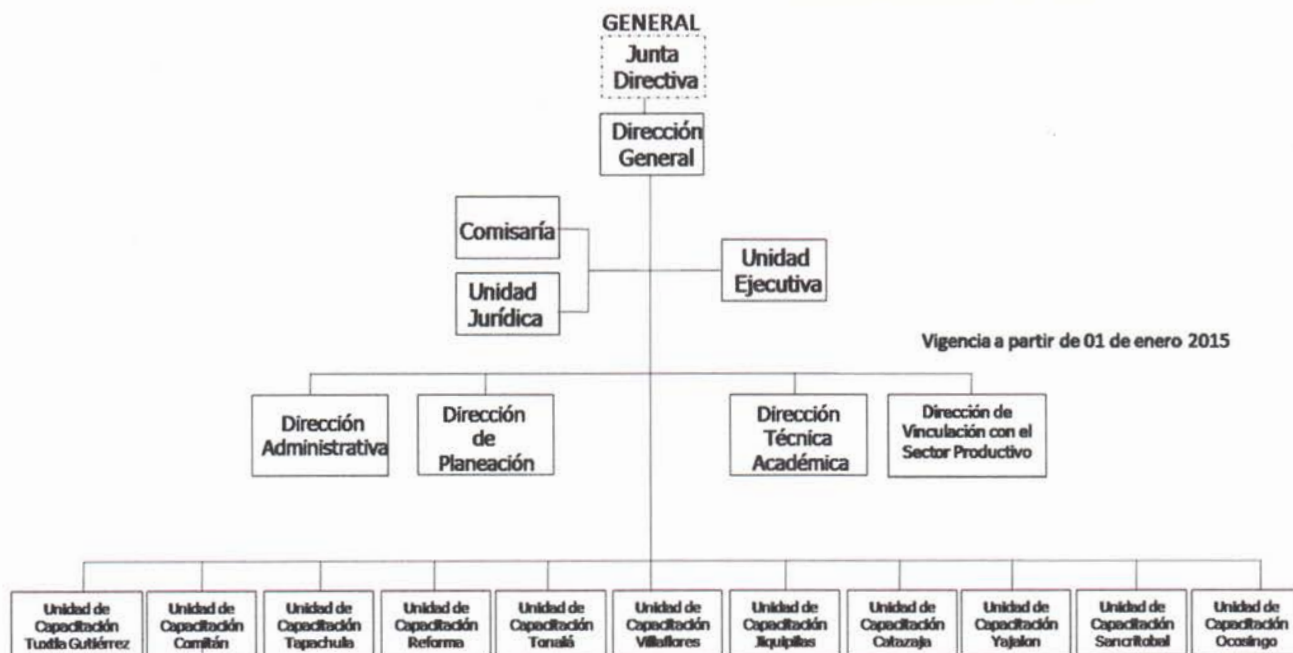 GENERAL
Junta
Directiva
Dirección
General
Comisaría
Unidad
Jurídica
Unidad
Ejecutiva
Vigencia a partir de 01 de enero 2015
Dirección
Administrativa
Dirección
de
Planeación
Dirección
Técnica
Académica
Dirección de
Vinculación con el
Sector Productivo
Unidad de
Capacitación
Tuxtla Gutiérrez
Unidad de
Capacitación
Comitán
Unidad de
Capacitación
Tapachula
Unidad de
Capacitación
Reforma
Unidad de
Capacitación
Tonalá
Unidad de
Capacitación
Villaflores
Unidad de
Capacitación
Jiquipilas
Unidad de
Capacitación
Catazaja
Unidad de
Capacitación
Yajalon
Unidad de
Capacitación
Sancritobal
Unidad de
Capacitación
Ocosingo